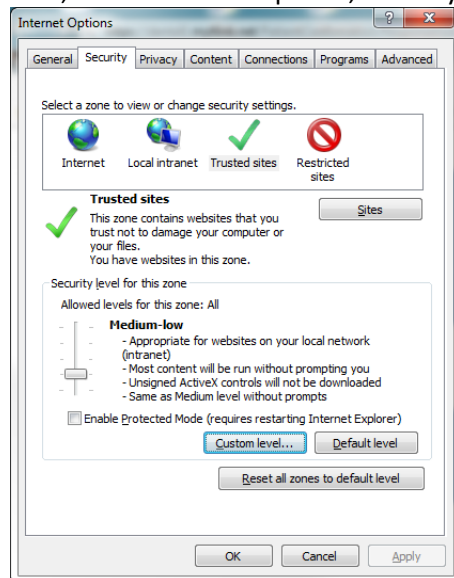 Internet Options
General Security Privacy Content Connections Programs Advanced
Select a zone to view or change security settings.
Internet Local intranet Trusted sites Restricted
sites
Trusted sites
Sites
This zone contains websites that you
trust not to damage your computer or
your files.
You have websites in this zone.
Security level for this zone
Allowed levels for this zone: All
Medium-low
- Appropriate for websites on your local network
(intranet)
- Most content will be run without prompting you
- Unsigned ActiveX controls will not be downloaded
- Same as Medium level without prompts
Enable Protected Mode (requires restarting Internet Explorer)
Custom level... Default level
Reset all zones to default level
OK Cancel Apply